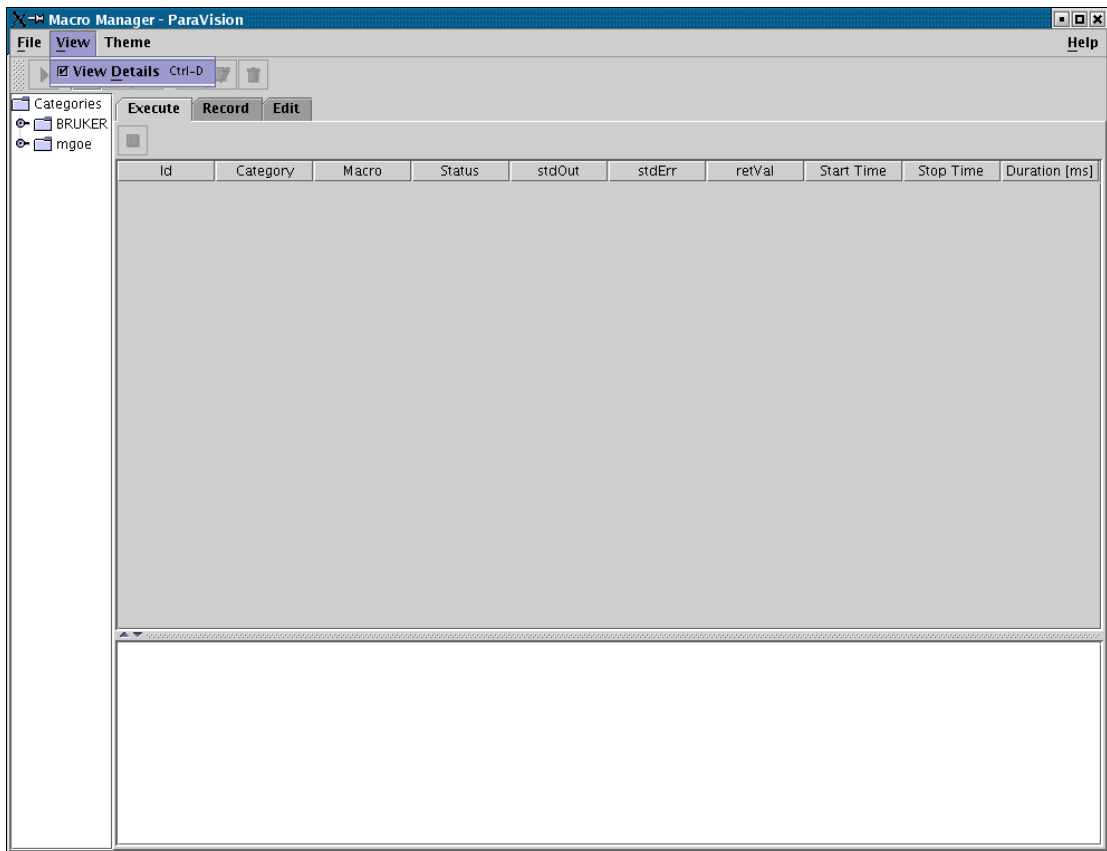 Macro Manager - ParaVision
File View Theme Help
View Details Ctrl-D
Categories
BRUKER
mgoe
Execute Record Edit
Id Category Macro Status stdOut stdErr retVal Start Time Stop Time Duration [ms]